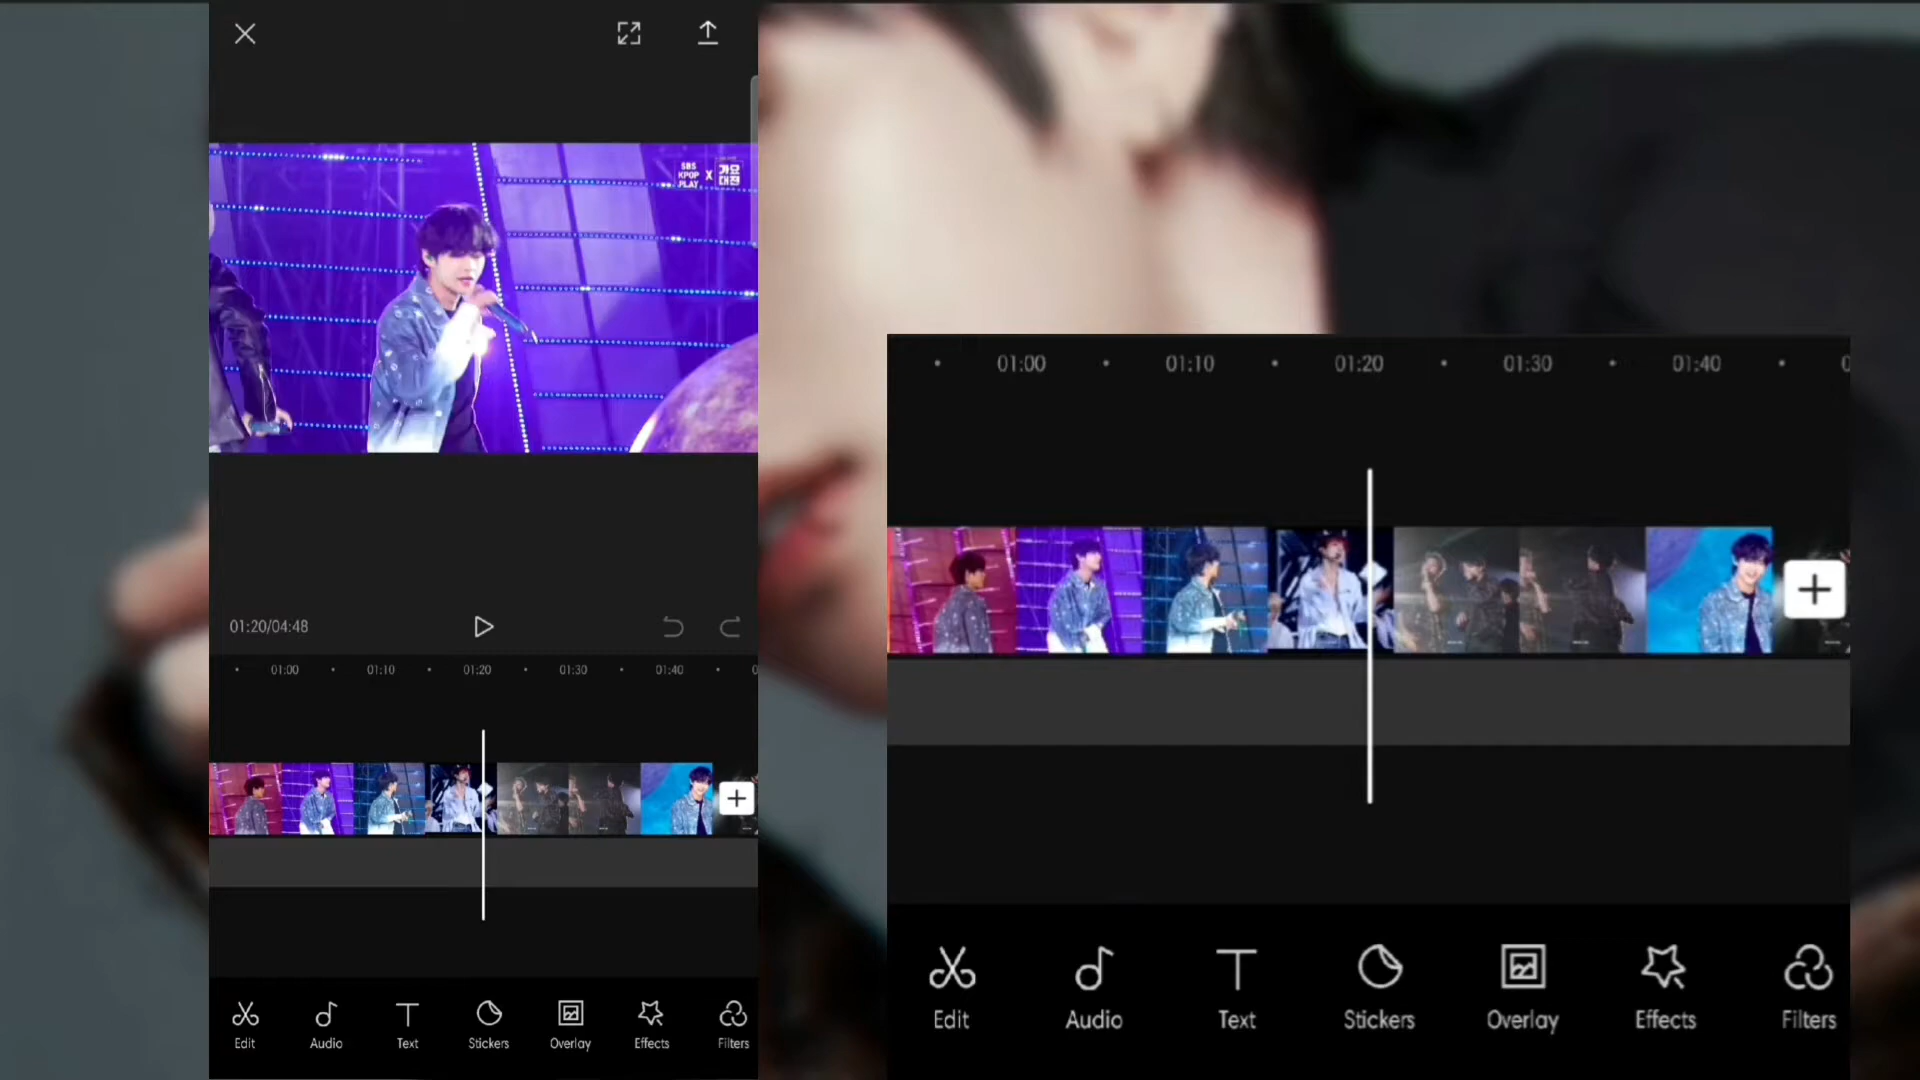 SBS
KPOP
PLAY
X
가요
대전
01:20/04:48
01:00 01:10 01:20 01:30 01:40 0
Edit Audio Text Stickers Overlay Effects Filters
01:00 01:10 01:20 01:30 01:40 0
Edit Audio Text Stickers Overlay Effects Filters